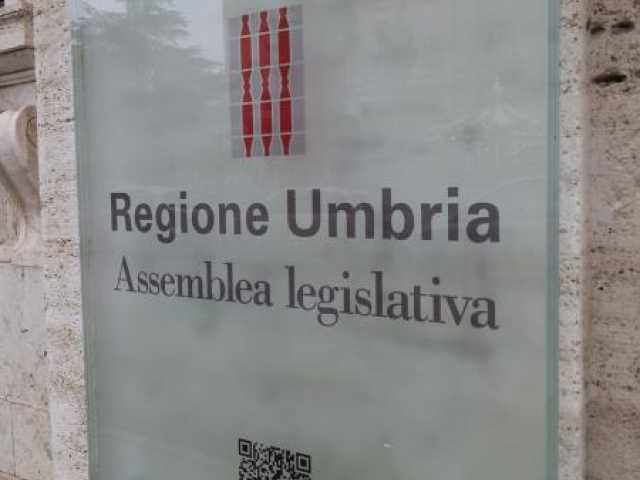 Regione Umbria
Assemblea legislativa